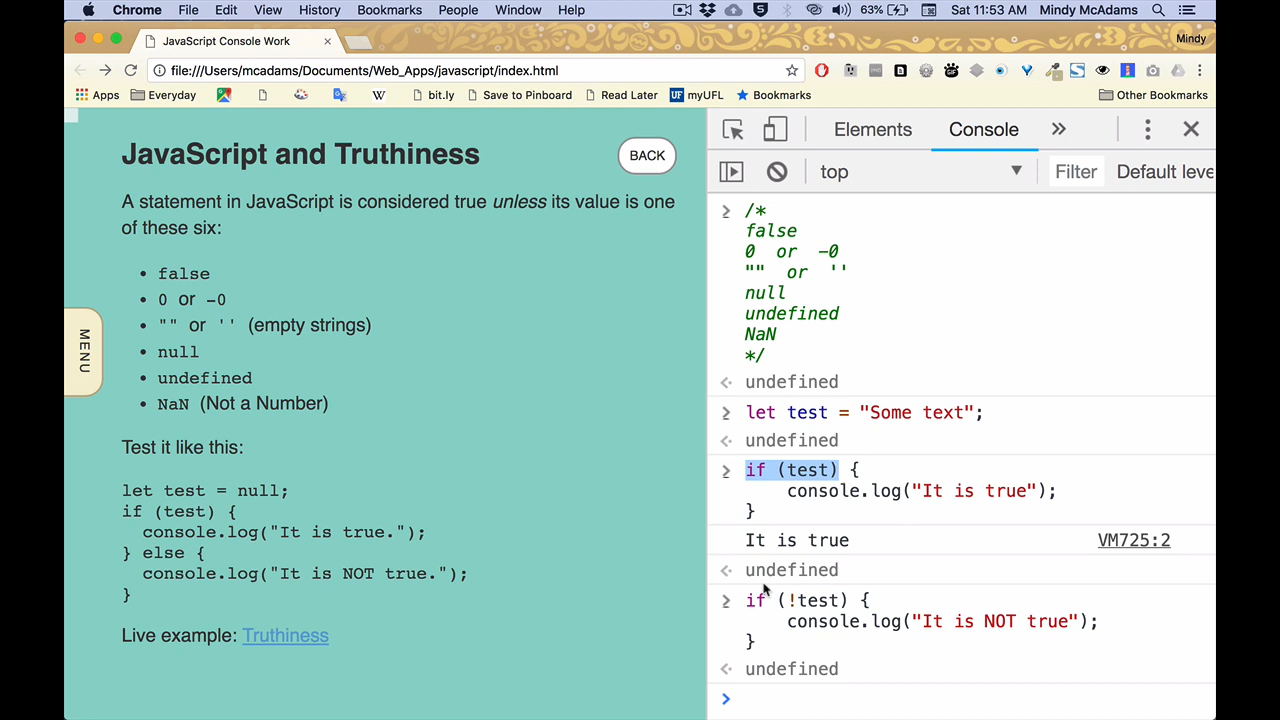 Chrome File Edit View History Bookmarks People Window Help 63% Sat 11:53 AM Mindy McAdams
JavaScript Console Work Mindy
file:///Users/mcadams/Documents/Web_Apps/javascript/index.html
Apps Everyday bit.ly Save to Pinboard Read Later UF myUFL Bookmarks Other Bookmarks
JavaScript and Truthiness
BACK
A statement in JavaScript is considered true unless its value is one
of these six:
• false
• 0 or -0
• "" or '' (empty strings)
• null
• undefined
• NaN (Not a Number)
MENU
Test it like this:
let test = null;
if (test) {
console.log("It is true.");
} else {
console.log("It is NOT true.");
}
Live example: Truthiness
Elements Console
top Filter Default leve
/*
false
0 or -0
"" or ''
null
undefined
NaN
*/
undefined
let test = "Some text";
undefined
if (test) {
console.log("It is true");
}
It is true VM725:2
undefined
if (!test) {
console.log("It is NOT true");
}
undefined